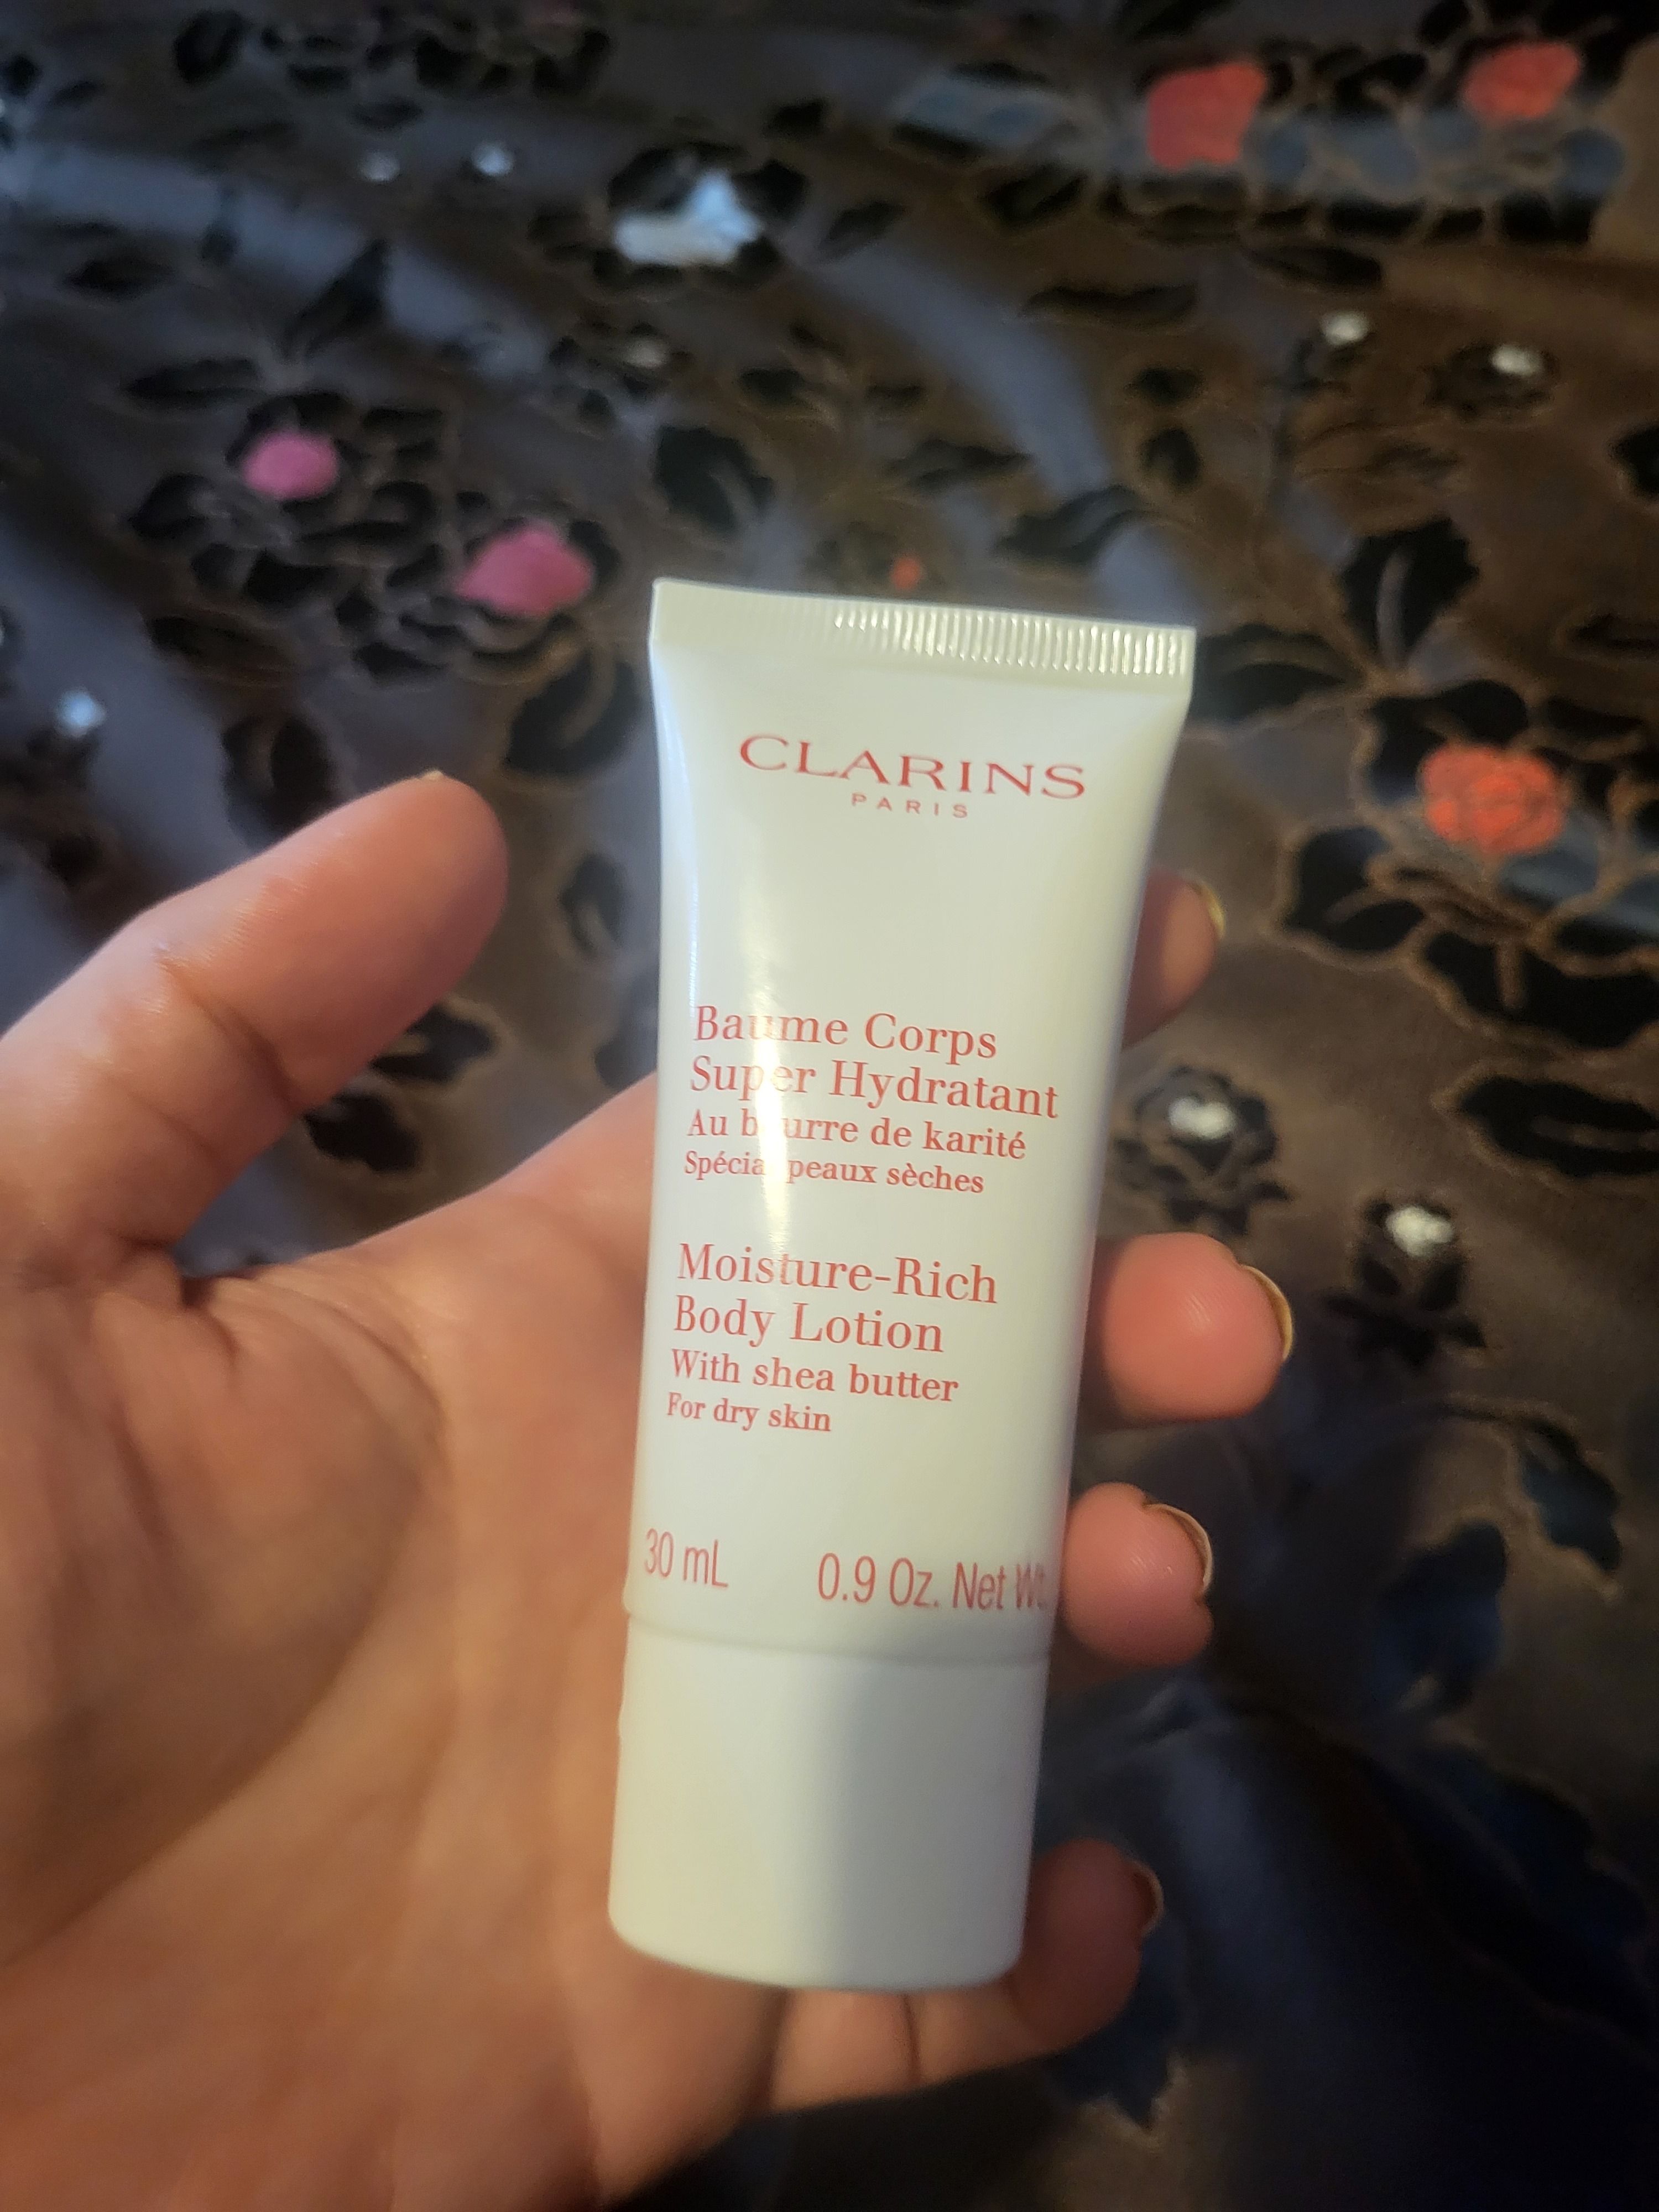 CLARINS
PARIS
Baume Corps
Super Hydratant
Au beurre de karité
Spécial peaux sèches
Moisture-Rich
Body Lotion
With shea butter
For dry skin
30 mL 0.9 Oz. Net Wt.